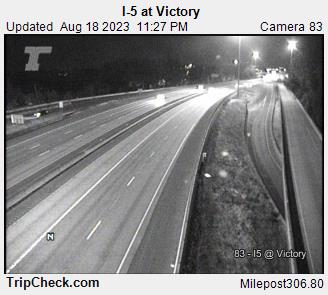 I-5 at Victory
Updated Aug 18 2023 11:27 PM Camera 83
T
N
83 - I5 @ Victory
TripCheck.com Milepost306.80